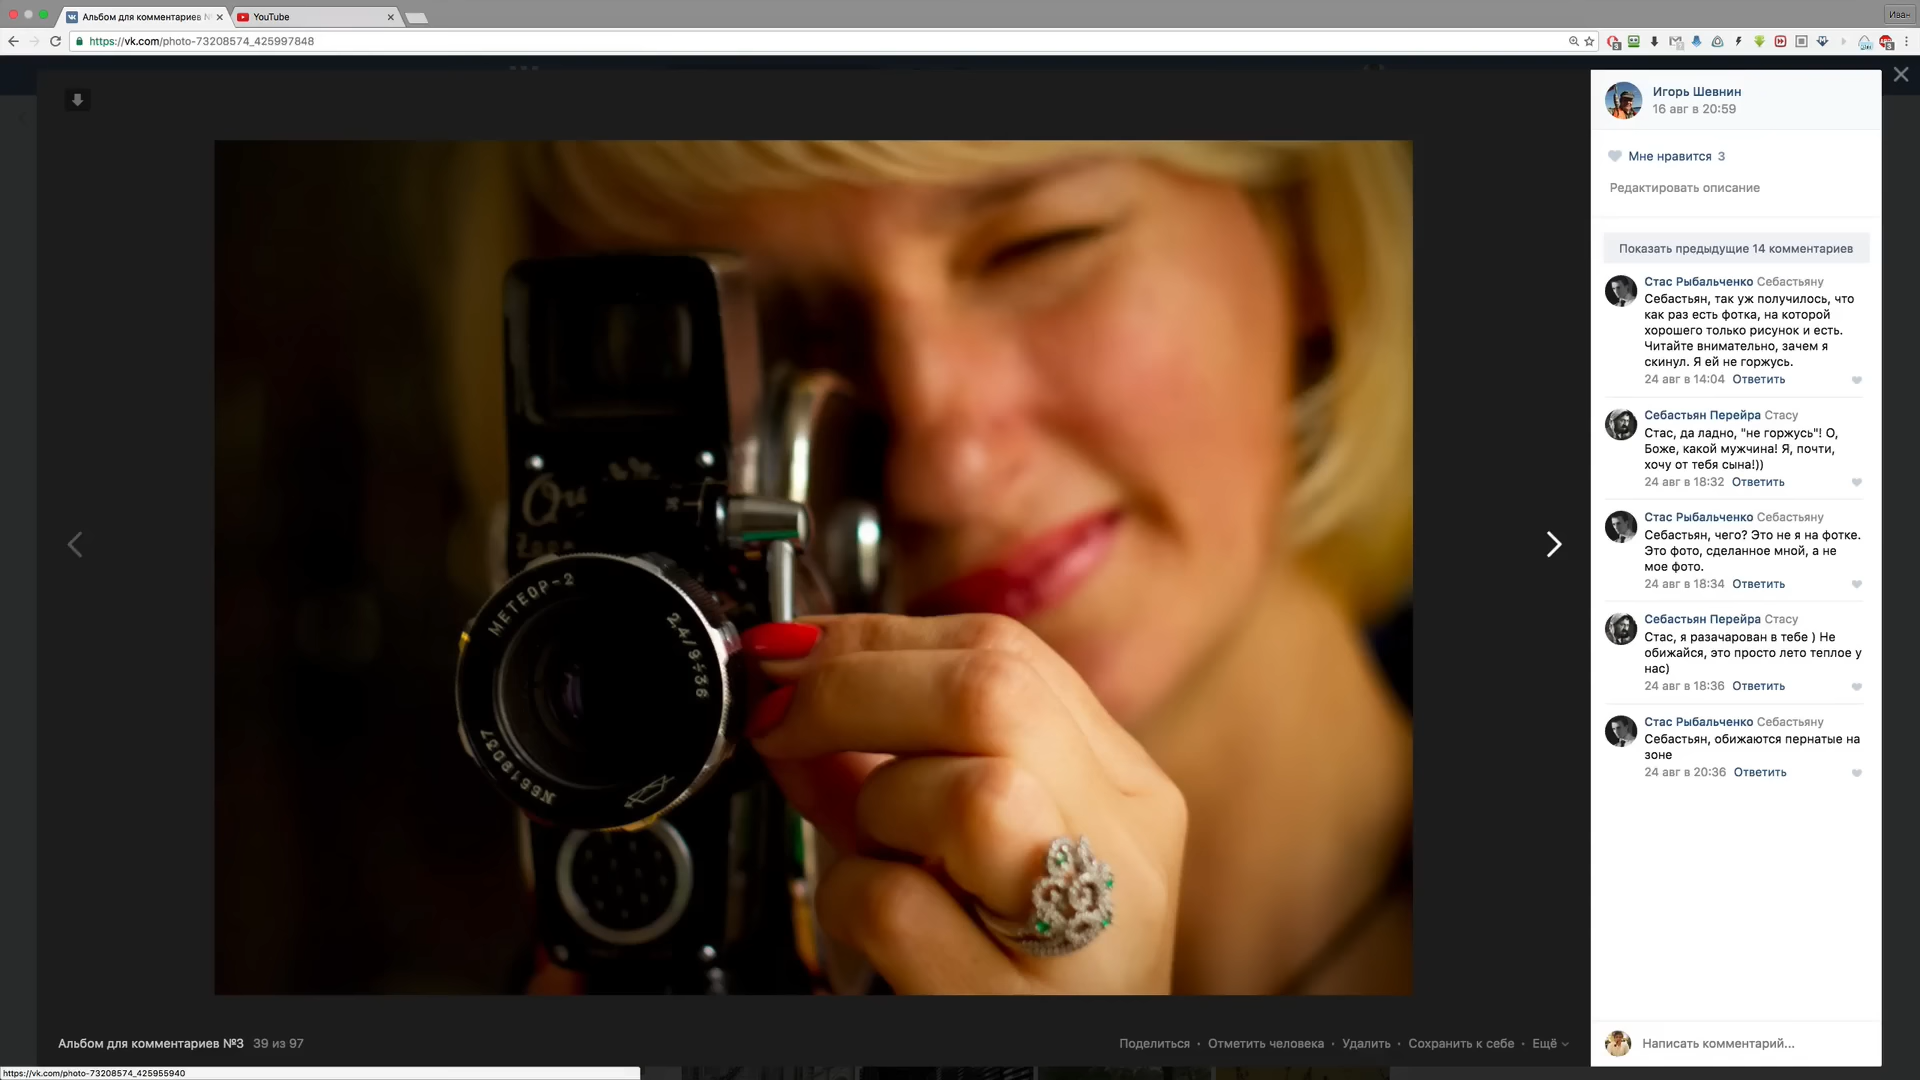 Альбом для комментариев №
YouTube
Иван
https://vk.com/photo-73208574_425997848
Игорь Шевнин
16 авг в 20:59
Мне нравится 3
Редактировать описание
Показать предыдущие 14 комментариев
Стас Рыбальченко Себастьяну
Себастьян, так уж получилось, что
как раз есть фотка, на которой
хорошего только рисунок и есть.
Читайте внимательно, зачем я
скинул. Я ей не горжусь.
24 авг в 14:04 Ответить
Себастьян Перейра Стасу
Стас, да ладно, "не горжусь"! О,
Боже, какой мужчина! Я, почти,
хочу от тебя сына!))
24 авг в 18:32 Ответить
Стас Рыбальченко Себастьяну
Себастьян, чего? Это не я на фотке.
Это фото, сделанное мной, а не
мое фото.
24 авг в 18:34 Ответить
Себастьян Перейра Стасу
Стас, я разачарован в тебе ) Не
обижайся, это просто лето теплое у
нас)
24 авг в 18:36 Ответить
Стас Рыбальченко Себастьяну
Себастьян, обижаются пернатые на
зоне
24 авг в 20:36 Ответить
МЕТЕОР-2
2,4/9÷36
N6819037
Альбом для комментариев №3 39 из 97
Поделиться · Отметить человека · Удалить · Сохранить к себе · Ещё
Написать комментарий...
https://vk.com/photo-73208574_425955940